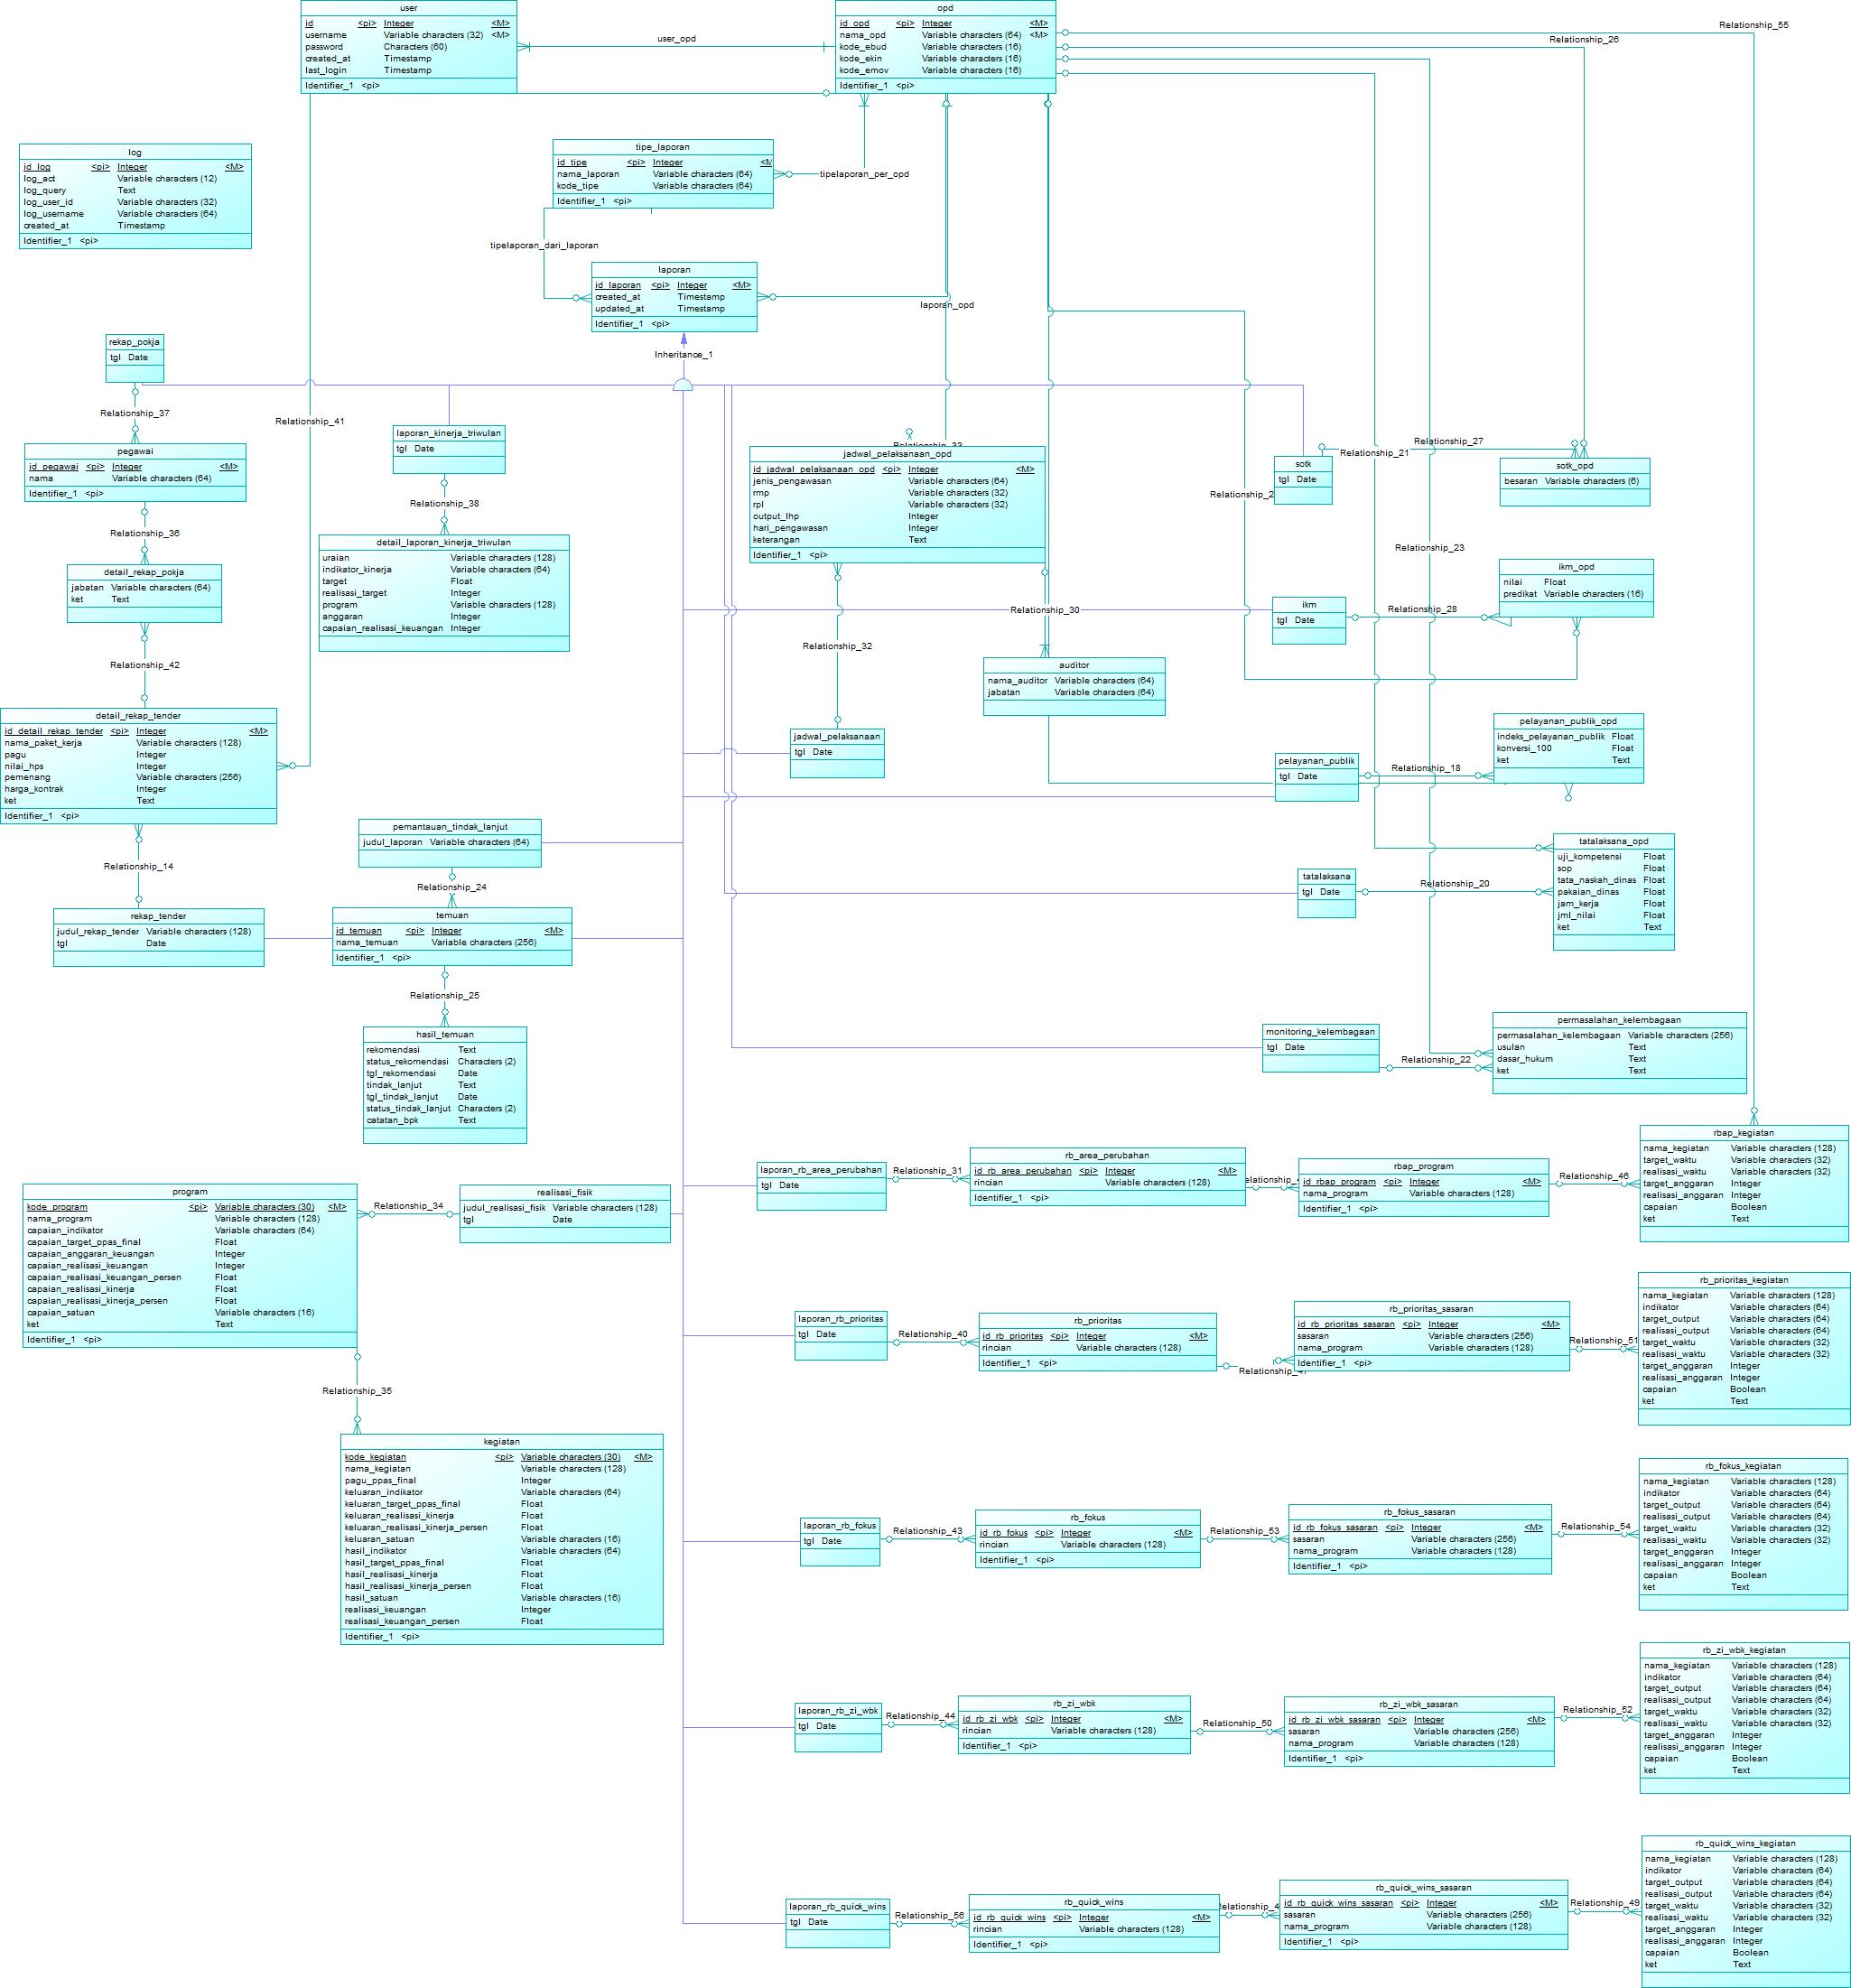 user
id <pi> Integer <M>
username Variable characters (32) <M>
password Characters (60)
created_at Timestamp
last_login Timestamp
Identifier_1 <pi>
user_opd
opd
id_opd <pi> Integer <M>
nama_opd Variable characters (64) <M>
kode_ebud Variable characters (16)
kode_ekin Variable characters (16)
kode_emov Variable characters (16)
Identifier_1 <pi>
Relationship_55
Relationship_26
log
id_log <pi> Integer <M>
log_act Variable characters (12)
log_query Text
log_user_id Variable characters (32)
log_username Variable characters (64)
created_at Timestamp
Identifier_1 <pi>
tipe_laporan
id_tipe <pi> Integer <M
nama_laporan Variable characters (64)
kode_tipe Variable characters (64)
Identifier_1 <pi>
tipelaporan_per_opd
tipelaporan_dari_laporan
laporan
id_laporan <pi> Integer <M>
created_at Timestamp
updated_at Timestamp
Identifier_1 <pi>
laporan_opd
Inheritance_1
rekap_pokja
tgl Date
Relationship_37
Relationship_41
pegawai
id_pegawai <pi> Integer <M>
nama Variable characters (64)
Identifier_1 <pi>
Relationship_36
detail_rekap_pokja
jabatan Variable characters (64)
ket Text
Relationship_42
laporan_kinerja_triwulan
tgl Date
Relationship_38
detail_laporan_kinerja_triwulan
uraian Variable characters (128)
indikator_kinerja Variable characters (64)
target Float
realisasi_target Integer
program Variable characters (128)
anggaran Integer
capaian_realisasi_keuangan Integer
Relationship_33
jadwal_pelaksanaan_opd
id_jadwal_pelaksanaan_opd <pi> Integer <M>
jenis_pengawasan Variable characters (64)
rmp Variable characters (32)
rpl Variable characters (32)
output_lhp Integer
hari_pengawasan Integer
keterangan Text
Identifier_1 <pi>
Relationship_27
Relationship_21
sotk
tgl Date
Relationship_2
sotk_opd
besaran Variable characters (6)
Relationship_23
ikm_opd
nilai Float
predikat Variable characters (16)
ikm
tgl Date
Relationship_28
Relationship_30
Relationship_32
auditor
nama_auditor Variable characters (64)
jabatan Variable characters (64)
detail_rekap_tender
id_detail_rekap_tender <pi> Integer <M>
nama_paket_kerja Variable characters (128)
pagu Integer
nilai_hps Integer
pemenang Variable characters (256)
harga_kontrak Integer
ket Text
Identifier_1 <pi>
Relationship_14
jadwal_pelaksanaan
tgl Date
pelayanan_publik
tgl Date
Relationship_18
pelayanan_publik_opd
indeks_pelayanan_publik Float
konversi_100 Float
ket Text
pemantauan_tindak_lanjut
judul_laporan Variable characters (64)
Relationship_24
tatalaksana
tgl Date
Relationship_20
tatalaksana_opd
uji_kompetensi Float
sop Float
tata_naskah_dinas Float
pakaian_dinas Float
jam_kerja Float
jml_nilai Float
ket Text
rekap_tender
judul_rekap_tender Variable characters (128)
tgl Date
temuan
id_temuan <pi> Integer <M>
nama_temuan Variable characters (256)
Identifier_1 <pi>
Relationship_25
hasil_temuan
rekomendasi Text
status_rekomendasi Characters (2)
tgl_rekomendasi Date
tindak_lanjut Text
tgl_tindak_lanjut Date
status_tindak_lanjut Characters (2)
catatan_bpk Text
monitoring_kelembagaan
tgl Date
Relationship_22
permasalahan_kelembagaan
permasalahan_kelembagaan Variable characters (256)
usulan Text
dasar_hukum Text
ket Text
laporan_rb_area_perubahan
tgl Date
Relationship_31
rb_area_perubahan
id_rb_area_perubahan <pi> Integer <M>
rincian Variable characters (128)
Identifier_1 <pi>
rbap_program
id_rbap_program <pi> Integer <M>
nama_program Variable characters (128)
Identifier_1 <pi>
Relationship_46
rbap_kegiatan
nama_kegiatan Variable characters (128)
target_waktu Variable characters (32)
realisasi_waktu Variable characters (32)
target_anggaran Integer
realisasi_anggaran Integer
capaian Boolean
ket Text
program
kode_program <pi> Variable characters (30) <M>
nama_program Variable characters (128)
capaian_indikator Variable characters (64)
capaian_target_ppas_final Float
capaian_anggaran_keuangan Integer
capaian_realisasi_keuangan Integer
capaian_realisasi_keuangan_persen Float
capaian_realisasi_kinerja Float
capaian_realisasi_kinerja_persen Float
capaian_satuan Variable characters (16)
ket Text
Identifier_1 <pi>
Relationship_34
realisasi_fisik
judul_realisasi_fisik Variable characters (128)
tgl Date
Relationship_35
kegiatan
kode_kegiatan <pi> Variable characters (30) <M>
nama_kegiatan Variable characters (128)
pagu_ppas_final Integer
keluaran_indikator Variable characters (64)
keluaran_target_ppas_final Float
keluaran_realisasi_kinerja Float
keluaran_realisasi_kinerja_persen Float
keluaran_satuan Variable characters (16)
hasil_indikator Variable characters (64)
hasil_target_ppas_final Float
hasil_realisasi_kinerja Float
hasil_realisasi_kinerja_persen Float
hasil_satuan Variable characters (16)
realisasi_keuangan Integer
realisasi_keuangan_persen Float
Identifier_1 <pi>
laporan_rb_prioritas
tgl Date
Relationship_40
rb_prioritas
id_rb_prioritas <pi> Integer <M>
rincian Variable characters (128)
Identifier_1 <pi>
rb_prioritas_sasaran
id_rb_prioritas_sasaran <pi> Integer <M>
sasaran Variable characters (256)
nama_program Variable characters (128)
Identifier_1 <pi>
Relationship_51
rb_prioritas_kegiatan
nama_kegiatan Variable characters (128)
indikator Variable characters (64)
target_output Variable characters (64)
realisasi_output Variable characters (64)
target_waktu Variable characters (32)
realisasi_waktu Variable characters (32)
target_anggaran Integer
realisasi_anggaran Integer
capaian Boolean
ket Text
laporan_rb_fokus
tgl Date
Relationship_43
rb_fokus
id_rb_fokus <pi> Integer <M>
rincian Variable characters (128)
Identifier_1 <pi>
Relationship_53
rb_fokus_sasaran
id_rb_fokus_sasaran <pi> Integer <M>
sasaran Variable characters (256)
nama_program Variable characters (128)
Identifier_1 <pi>
Relationship_54
rb_fokus_kegiatan
nama_kegiatan Variable characters (128)
indikator Variable characters (64)
target_output Variable characters (64)
realisasi_output Variable characters (64)
target_waktu Variable characters (32)
realisasi_waktu Variable characters (32)
target_anggaran Integer
realisasi_anggaran Integer
capaian Boolean
ket Text
laporan_rb_zi_wbk
tgl Date
Relationship_44
rb_zi_wbk
id_rb_zi_wbk <pi> Integer <M>
rincian Variable characters (128)
Identifier_1 <pi>
Relationship_50
rb_zi_wbk_sasaran
id_rb_zi_wbk_sasaran <pi> Integer <M>
sasaran Variable characters (256)
nama_program Variable characters (128)
Identifier_1 <pi>
Relationship_52
rb_zi_wbk_kegiatan
nama_kegiatan Variable characters (128)
indikator Variable characters (64)
target_output Variable characters (64)
realisasi_output Variable characters (64)
target_waktu Variable characters (32)
realisasi_waktu Variable characters (32)
target_anggaran Integer
realisasi_anggaran Integer
capaian Boolean
ket Text
laporan_rb_quick_wins
tgl Date
Relationship_56
rb_quick_wins
id_rb_quick_wins <pi> Integer <M>
rincian Variable characters (128)
Identifier_1 <pi>
rb_quick_wins_sasaran
id_rb_quick_wins_sasaran <pi> Integer <M>
sasaran Variable characters (256)
nama_program Variable characters (128)
Identifier_1 <pi>
Relationship_49
rb_quick_wins_kegiatan
nama_kegiatan Variable characters (128)
indikator Variable characters (64)
target_output Variable characters (64)
realisasi_output Variable characters (64)
target_waktu Variable characters (32)
realisasi_waktu Variable characters (32)
target_anggaran Integer
realisasi_anggaran Integer
capaian Boolean
ket Text